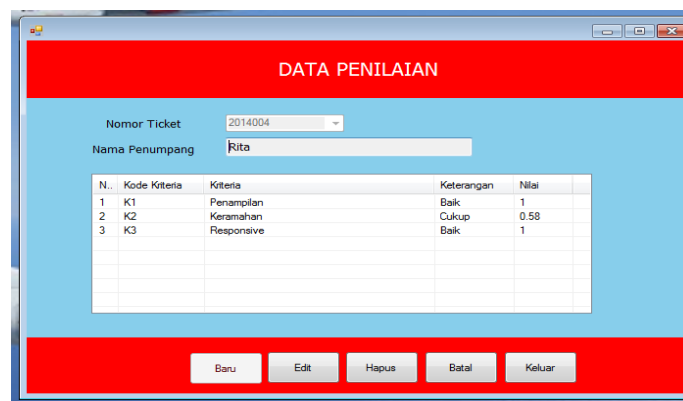 DATA PENILAIAN
Nomor Ticket 2014004
Nama Penumpang Rita
N.. Kode Kriteria Kriteria Keterangan Nilai
1 K1 Penampilan Baik 1
2 K2 Keramahan Cukup 0.58
3 K3 Responsive Baik 1
Baru Edit Hapus Batal Keluar